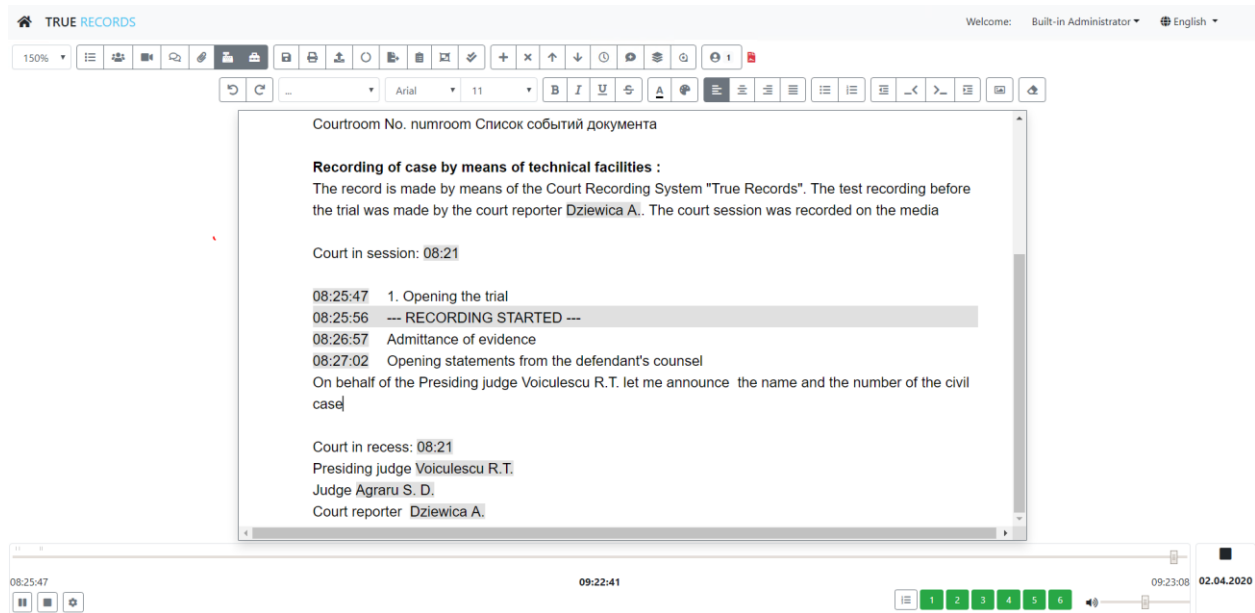 TRUE RECORDS
Welcome: Built-in Administrator English
150%
1
... Arial 11 B I U S A
Courtroom No. numroom Список событий документа
Recording of case by means of technical facilities :
The record is made by means of the Court Recording System "True Records". The test recording before
the trial was made by the court reporter Dziewica A.. The court session was recorded on the media
Court in session: 08:21
08:25:47 1. Opening the trial
08:25:56 --- RECORDING STARTED ---
08:26:57 Admittance of evidence
08:27:02 Opening statements from the defendant's counsel
On behalf of the Presiding judge Voiculescu R.T. let me announce the name and the number of the civil
case
Court in recess: 08:21
Presiding judge Voiculescu R.T.
Judge Agraru S. D.
Court reporter Dziewica A.
08:25:47 09:22:41 09:23:08 02.04.2020
1 2 3 4 5 6